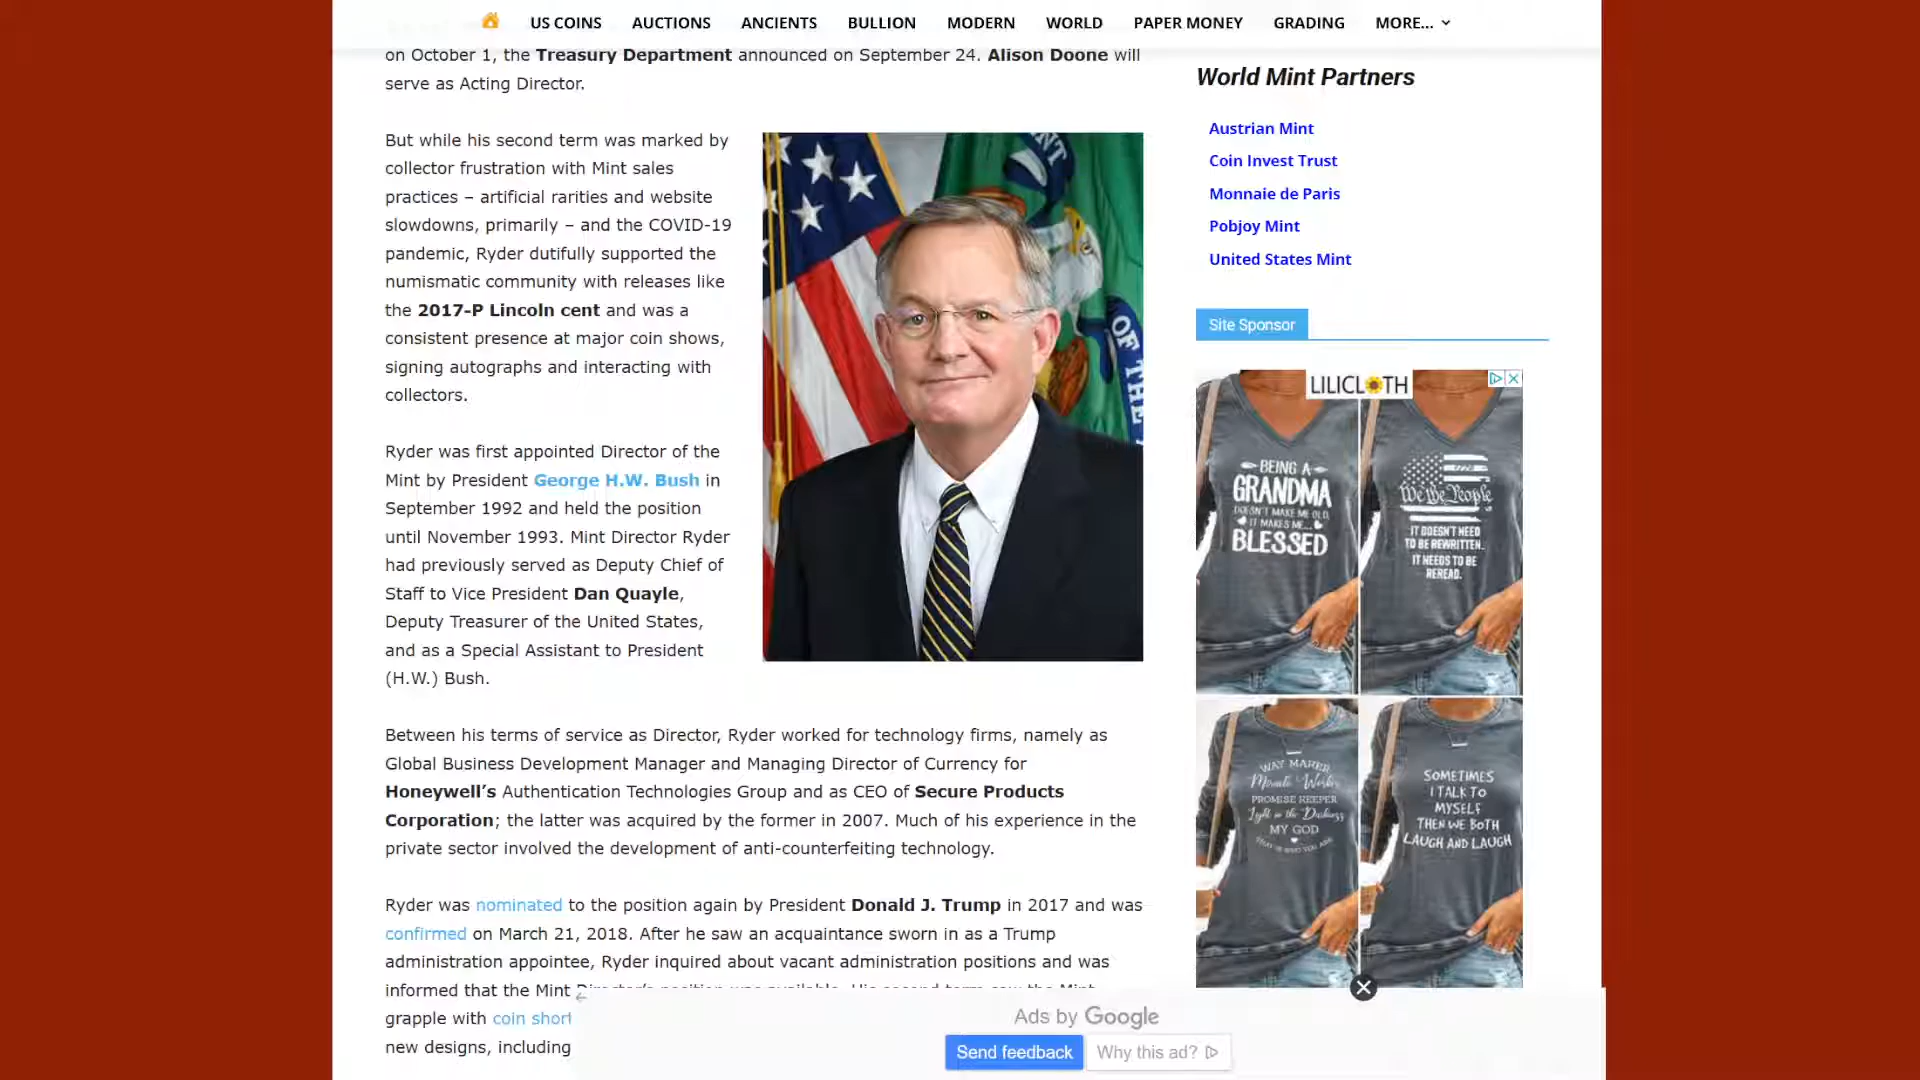 US COINS AUCTIONS ANCIENTS BULLION MODERN WORLD PAPER MONEY GRADING MORE...
on October 1, the Treasury Department announced on September 24. Alison Doone will
serve as Acting Director.
But while his second term was marked by
collector frustration with Mint sales
practices – artificial rarities and website
slowdowns, primarily – and the COVID-19
pandemic, Ryder dutifully supported the
numismatic community with releases like
the 2017-P Lincoln cent and was a
consistent presence at major coin shows,
signing autographs and interacting with
collectors.
Ryder was first appointed Director of the
Mint by President George H.W. Bush in
September 1992 and held the position
until November 1993. Mint Director Ryder
had previously served as Deputy Chief of
Staff to Vice President Dan Quayle,
Deputy Treasurer of the United States,
and as a Special Assistant to President
(H.W.) Bush.
NT
OF THE
Between his terms of service as Director, Ryder worked for technology firms, namely as
Global Business Development Manager and Managing Director of Currency for
Honeywell's Authentication Technologies Group and as CEO of Secure Products
Corporation; the latter was acquired by the former in 2007. Much of his experience in the
private sector involved the development of anti-counterfeiting technology.
Ryder was nominated to the position again by President Donald J. Trump in 2017 and was
confirmed on March 21, 2018. After he saw an acquaintance sworn in as a Trump
administration appointee, Ryder inquired about vacant administration positions and was
informed that the Mint Director's position was available. His second term saw the Mint
grapple with coin short
new designs, including
World Mint Partners
Austrian Mint
Coin Invest Trust
Monnaie de Paris
Pobjoy Mint
United States Mint
Site Sponsor
LILICLOTH
BEING A
GRANDMA
DOESN'T MAKE ME OLD,
IT MAKES ME...
BLESSED
We the People
IT DOESN'T NEED
TO BE REWRITTEN.
IT NEEDS TO BE
REREAD.
WAY MAKER
Miracle Worker
PROMISE KEEPER
Light in the Darkness
MY GOD
THAT IS WHO YOU ARE
SOMETIMES
I TALK TO
MYSELF
THEN WE BOTH
LAUGH AND LAUGH
Ads by Google
Send feedback
Why this ad?